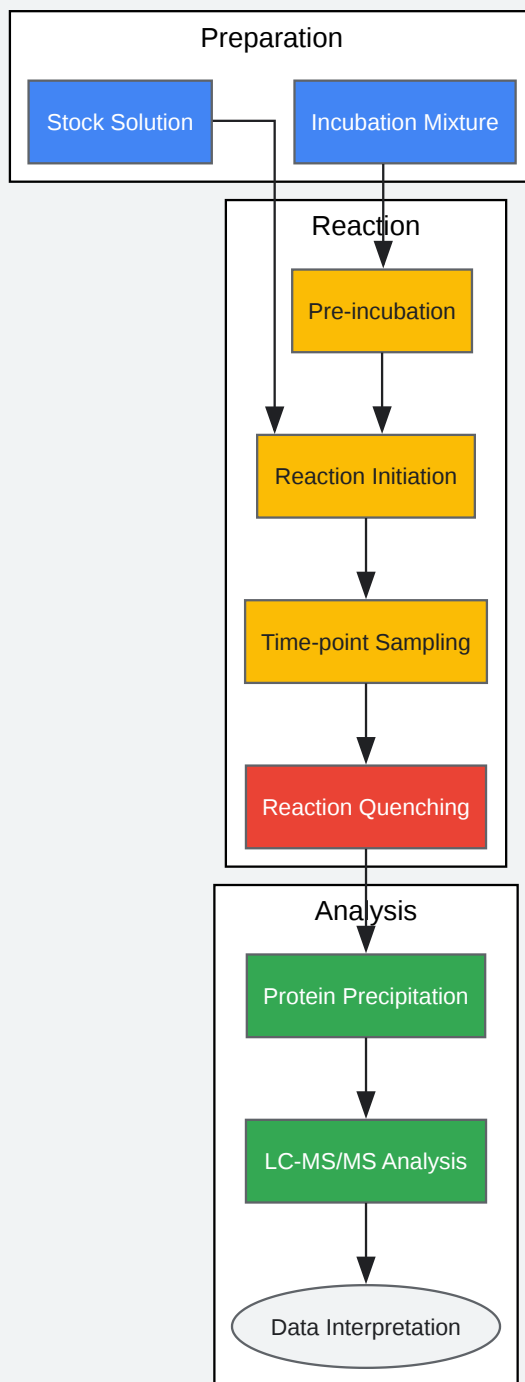 Preparation
Stock Solution
Incubation Mixture
Reaction
Pre-incubation
Reaction Initiation
Time-point Sampling
Reaction Quenching
Analysis
Protein Precipitation
LC-MS/MS Analysis
Data Interpretation